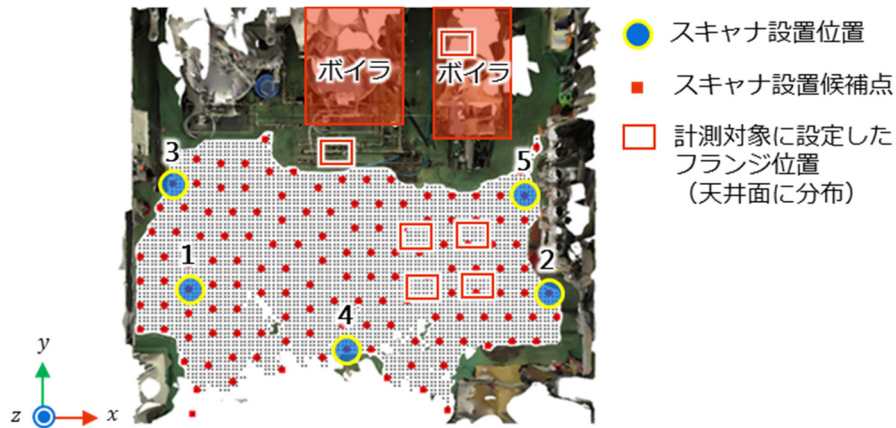 ボイラ
ボイラ
3
5
1
2
4
y
z
x
スキャナ設置位置
スキャナ設置候補点
計測対象に設定した
フランジ位置
（天井面に分布）